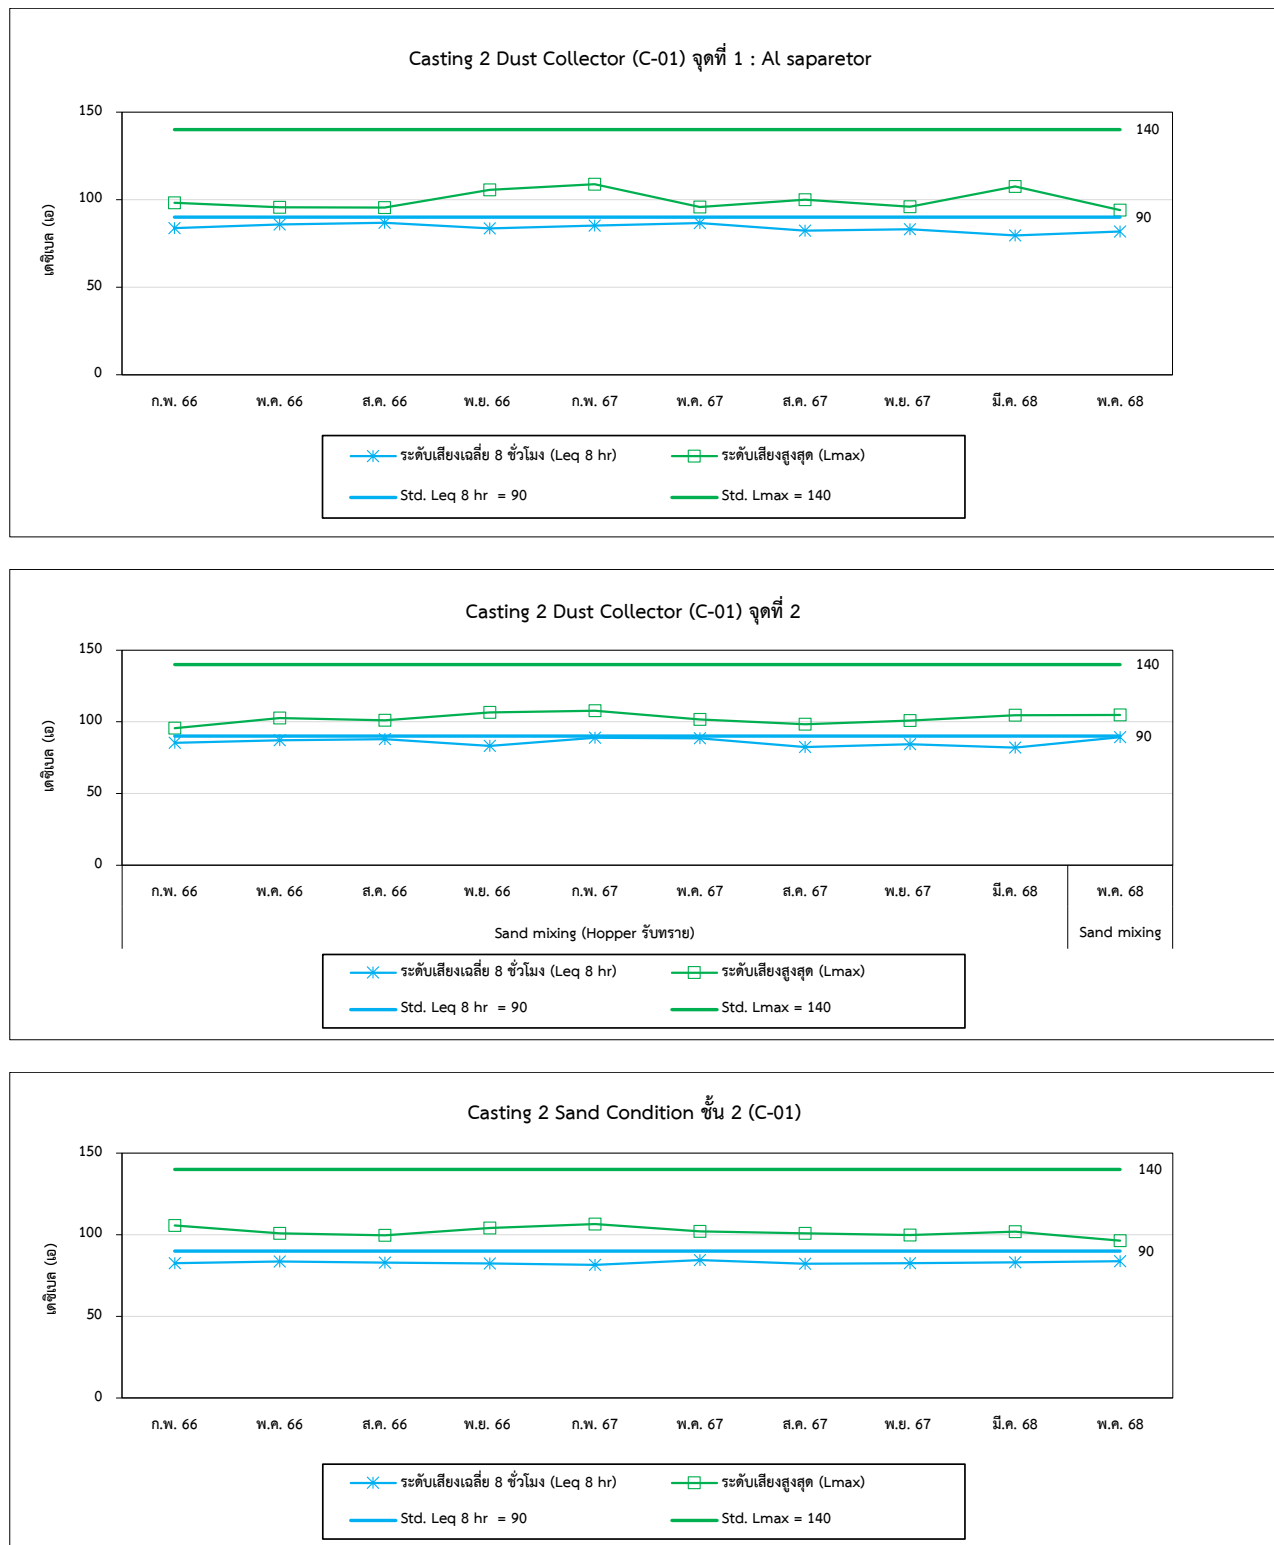 Casting 2 Dust Collector (C-01) จุดที่ 1 : Al saparetor
150
100
50
0
เดซิเบล (เอ)
140
90
ก.พ. 66 พ.ค. 66 ส.ค. 66 พ.ย. 66 ก.พ. 67 พ.ค. 67 ส.ค. 67 พ.ย. 67 มี.ค. 68 พ.ค. 68
ระดับเสียงเฉลี่ย 8 ชั่วโมง (Leq 8 hr) ระดับเสียงสูงสุด (Lmax)
Std. Leq 8 hr = 90 Std. Lmax = 140
Casting 2 Dust Collector (C-01) จุดที่ 2
150
100
50
0
เดซิเบล (เอ)
140
90
ก.พ. 66 พ.ค. 66 ส.ค. 66 พ.ย. 66 ก.พ. 67 พ.ค. 67 ส.ค. 67 พ.ย. 67 มี.ค. 68 พ.ค. 68
Sand mixing (Hopper รับทราย) Sand mixing
ระดับเสียงเฉลี่ย 8 ชั่วโมง (Leq 8 hr) ระดับเสียงสูงสุด (Lmax)
Std. Leq 8 hr = 90 Std. Lmax = 140
Casting 2 Sand Condition ชั้น 2 (C-01)
150
100
50
0
เดซิเบล (เอ)
140
90
ก.พ. 66 พ.ค. 66 ส.ค. 66 พ.ย. 66 ก.พ. 67 พ.ค. 67 ส.ค. 67 พ.ย. 67 มี.ค. 68 พ.ค. 68
ระดับเสียงเฉลี่ย 8 ชั่วโมง (Leq 8 hr) ระดับเสียงสูงสุด (Lmax)
Std. Leq 8 hr = 90 Std. Lmax = 140